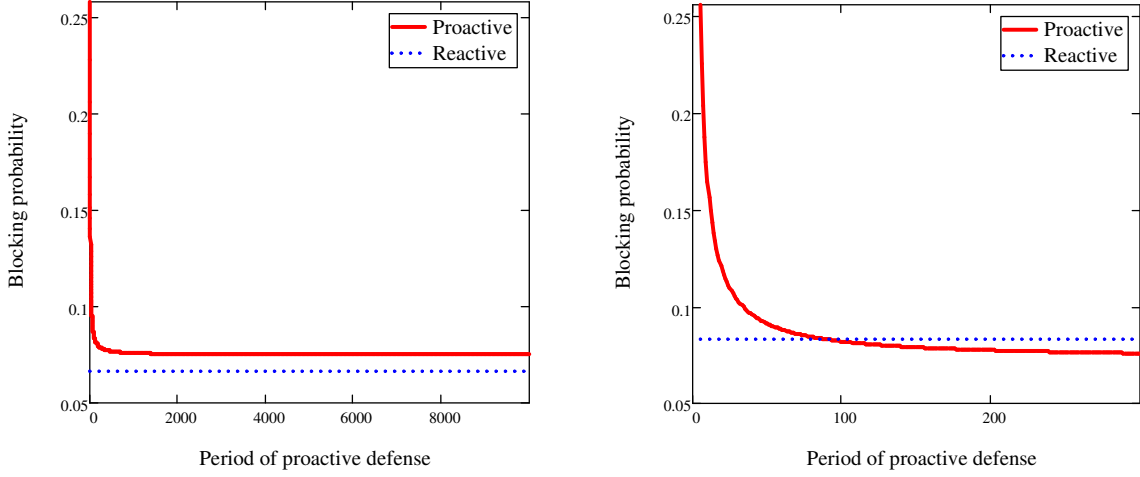 0.25
0.2
0.15
0.1
0.05
Blocking probability
0
2000
4000
6000
8000
Period of proactive defense
Proactive
Reactive
0.25
0.2
0.15
0.1
0.05
Blocking probability
0
100
200
Period of proactive defense
Proactive
Reactive